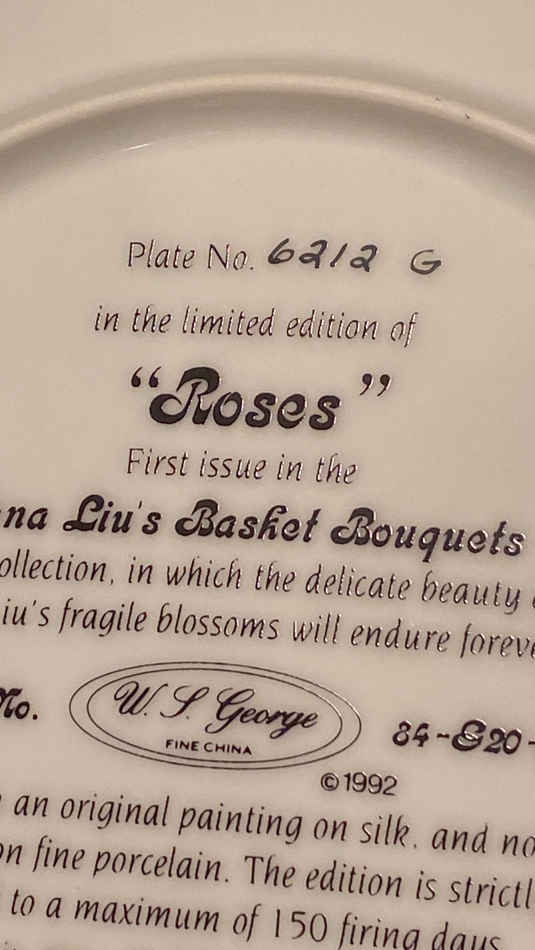 Plate No. 6212 G
in the limited edition of
"Roses"
First issue in the
na Liu's Basket Bouquets
ollection, in which the delicate beauty
iu's fragile blossoms will endure foreve
No.
W. S. George
FINE CHINA
84-G20-
©1992
an original painting on silk, and no
on fine porcelain. The edition is strictl
to a maximum of 150 firing days